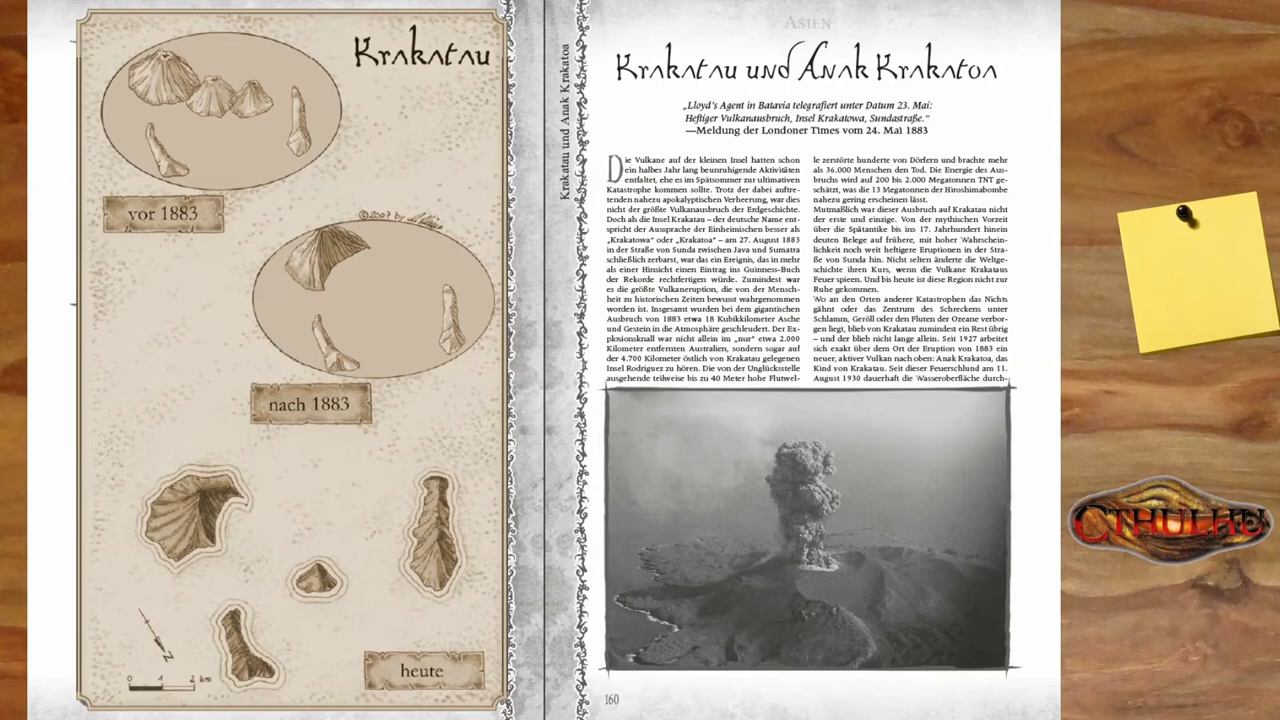 Krakatau
vor 1883
©2007 by
nach 1883
heute
0 1 2 km
N
Krakatau und Anak Krakatoa
Asien
Krakatau und Anak Krakatoa
„Lloyd's Agent in Batavia telegrafiert unter Datum 23. Mai:
Heftiger Vulkanausbruch, Insel Krakatowa, Sundastraße.“
—Meldung der Londoner Times vom 24. Mai 1883
Die Vulkane auf der kleinen Insel hatten schon
ein halbes Jahr lang beunruhigende Aktivitäten
entfaltet, ehe es im Spätsommer zur ultimativen
Katastrophe kommen sollte. Trotz der dabei auftre-
tenden nahezu apokalyptischen Verheerung, war dies
nicht der größte Vulkanausbruch der Erdgeschichte.
Doch als die Insel Krakatau – der deutsche Name ent-
spricht der Aussprache der Einheimischen besser als
„Krakatowa“ oder „Krakatoa“ – am 27. August 1883
in der Straße von Sunda zwischen Java und Sumatra
schließlich zerbarst, war das ein Ereignis, das in mehr
als einer Hinsicht einen Eintrag ins Guinness-Buch
der Rekorde rechtfertigen würde. Zumindest war
es die größte Vulkaneruption, die von der Mensch-
heit zu historischen Zeiten bewusst wahrgenommen
worden ist. Insgesamt wurden bei dem gigantischen
Ausbruch von 1883 etwa 18 Kubikkilometer Asche
und Gestein in die Atmosphäre geschleudert. Der Ex-
plosionsknall war nicht allein im „nur“ etwa 2.000
Kilometer entfernten Australien, sondern sogar auf
der 4.700 Kilometer östlich von Krakatau gelegenen
Insel Rodriguez zu hören. Die von der Unglücksstelle
ausgehende teilweise bis zu 40 Meter hohe Flutwel-
le zerstörte hunderte von Dörfern und brachte mehr
als 36.000 Menschen den Tod. Die Energie des Aus-
bruchs wird auf 200 bis 2.000 Megatonnen TNT ge-
schätzt, was die 13 Megatonnen der Hiroshimabombe
nahezu gering erscheinen lässt.
Mutmaßlich war dieser Ausbruch auf Krakatau nicht
der erste und einzige. Von der mythischen Vorzeit
über die Spätantike bis ins 17. Jahrhundert hinein
deuten Belege auf frühere, mit hoher Wahrschein-
lichkeit noch weit heftigere Eruptionen in der Stra-
ße von Sunda hin. Nicht selten änderte die Weltge-
schichte ihren Kurs, wenn die Vulkane Krakataus
Feuer spieen. Und bis heute ist diese Region nicht zur
Ruhe gekommen.
Wo an den Orten anderer Katastrophen das Nichts
gähnt oder das Zentrum des Schreckens unter
Schlamm, Geröll oder den Fluten der Ozeane verbor-
gen liegt, blieb von Krakatau zumindest ein Rest übrig
– und der blieb nicht lange allein. Seit 1927 arbeitet
sich exakt über dem Ort der Eruption von 1883 ein
neuer, aktiver Vulkan nach oben: Anak Krakatoa, das
Kind von Krakatau. Seit dieser Feuerschlund am 11.
August 1930 dauerhaft die Wasseroberfläche durch-
160
CTHULHU